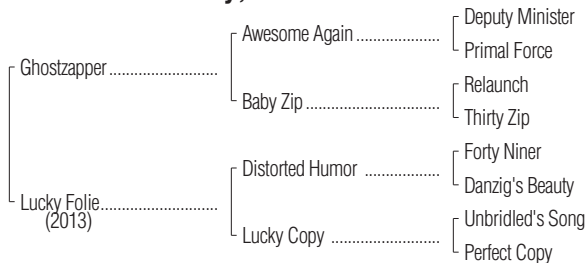 Deputy Minister
Awesome Again ..................
Primal Force
Ghostzapper .......................
Relaunch
Baby Zip ..............................
Thirty Zip
Forty Niner
Distorted Humor ................
Danzig's Beauty
Lucky Folie.........................
(2013)
Unbridled's Song
Lucky Copy ........................
Perfect Copy